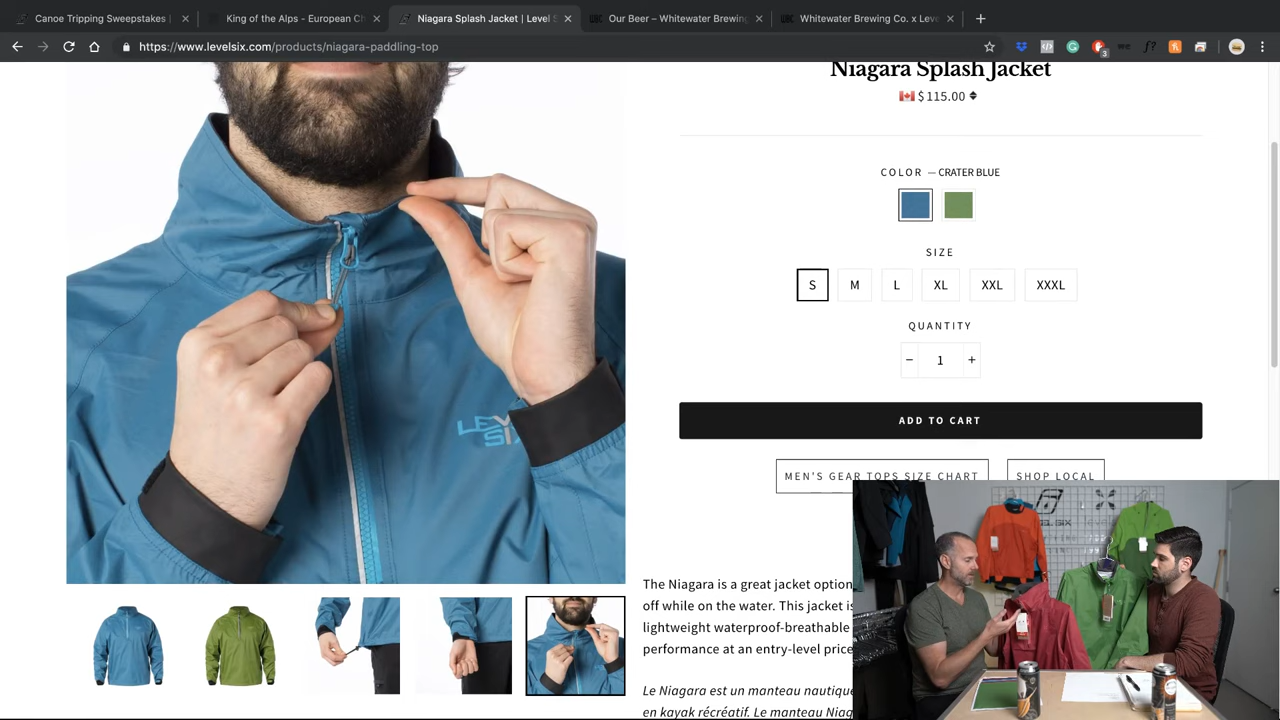 Canoe Tripping Sweepstakes |
King of the Alps - European Ch
Niagara Splash Jacket | Level S
Our Beer – Whitewater Brewing
Whitewater Brewing Co. x Leve
https://www.levelsix.com/products/niagara-paddling-top
3
Niagara Splash Jacket
$115.00
COLOR — CRATER BLUE
SIZE
S M L XL XXL XXXL
QUANTITY
− 1 +
ADD TO CART
LEVEL
SIX
MEN'S GEAR TOPS SIZE CHART
SHOP LOCAL
The Niagara is a great jacket option
off while on the water. This jacket is
lightweight waterproof-breathable
performance at an entry-level price
Le Niagara est un manteau nautique
en kayak récréatif. Le manteau Niag